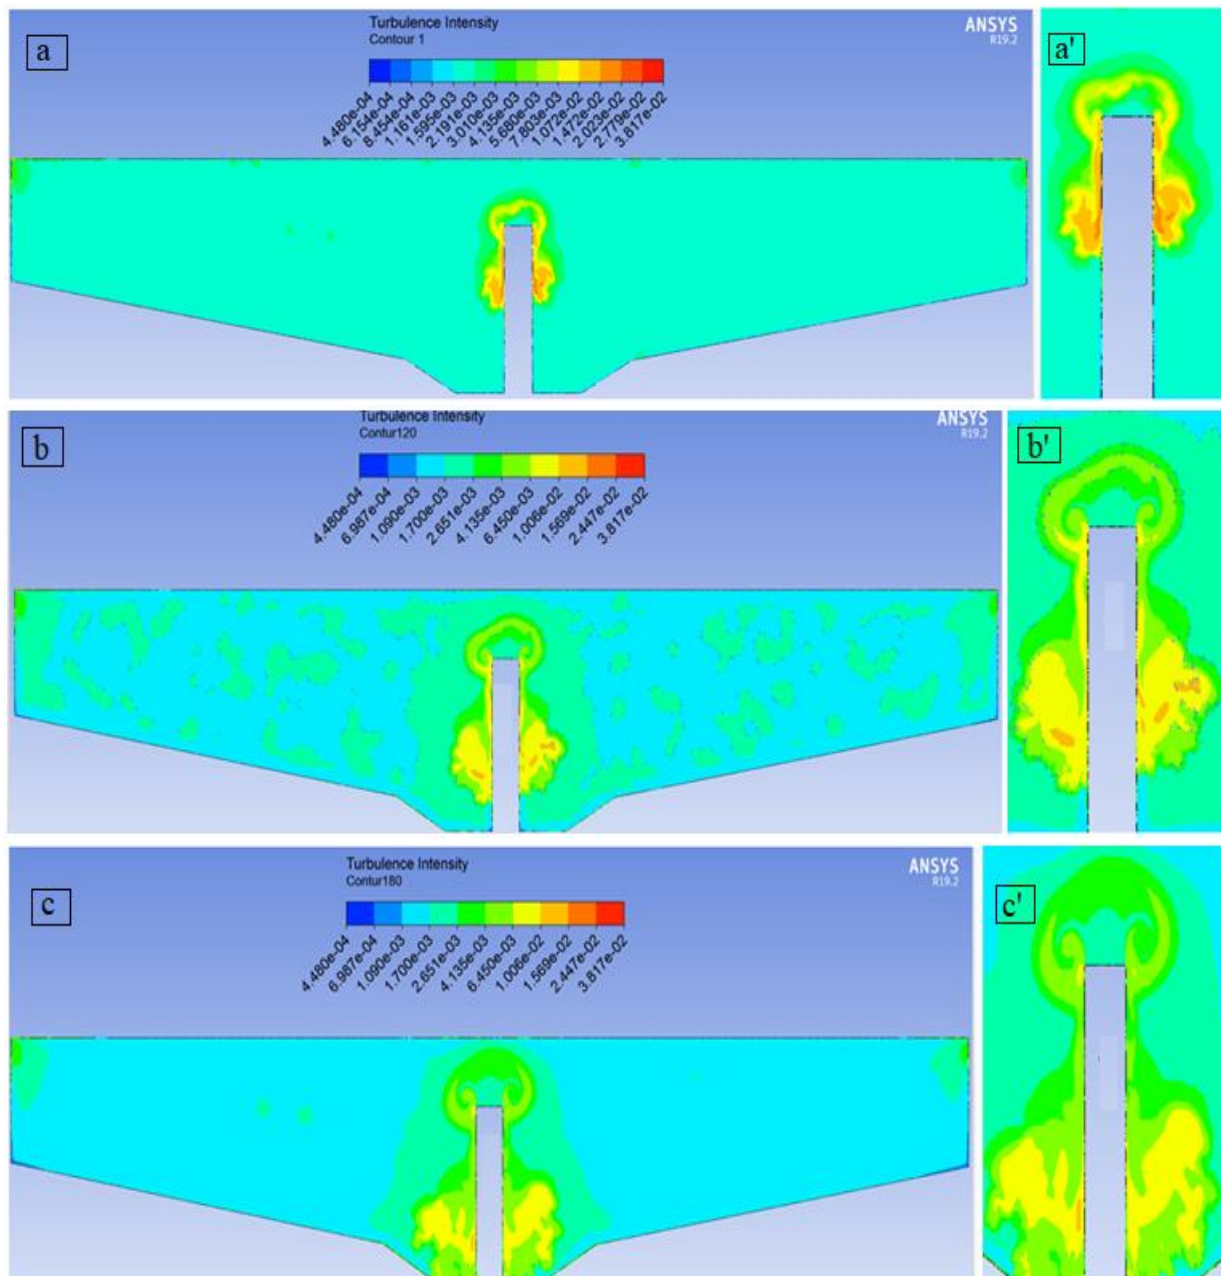 a
Turbulence Intensity
Contour 1
ANSYS
R19.2
4.480e-04
6.154e-04
8.454e-04
1.161e-03
1.595e-03
2.191e-03
3.010e-03
4.135e-03
5.680e-03
7.803e-03
1.072e-02
1.472e-02
2.023e-02
2.779e-02
3.817e-02
a'
b
Turbulence Intensity
Contur120
ANSYS
R19.2
4.480e-04
6.987e-04
1.090e-03
1.700e-03
2.651e-03
4.135e-03
6.450e-03
1.006e-02
1.569e-02
2.447e-02
3.817e-02
b'
c
Turbulence Intensity
Contur180
ANSYS
R19.2
4.480e-04
6.987e-04
1.090e-03
1.700e-03
2.651e-03
4.135e-03
6.450e-03
1.006e-02
1.569e-02
2.447e-02
3.817e-02
c'